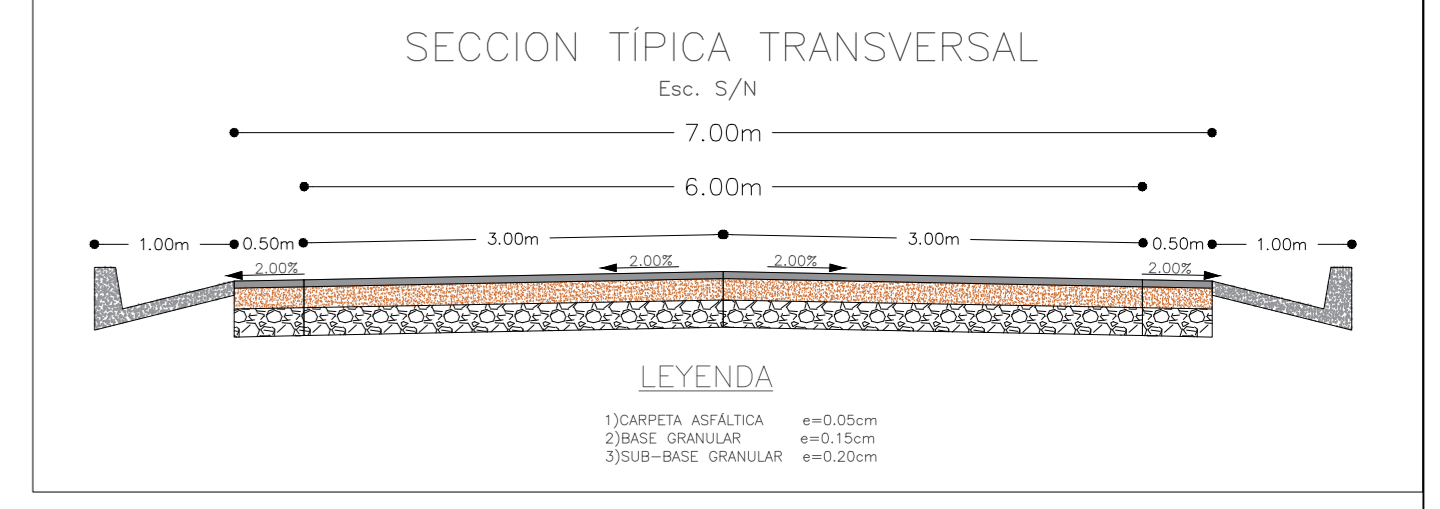 SECCION TÍPICA TRANSVERSAL
Esc. S/N
7.00m
6.00m
1.00m 0.50m 3.00m 3.00m 0.50m 1.00m
2.00% 2.00% 2.00% 2.00%
LEYENDA
1)CARPETA ASFÁLTICA e=0.05cm
2)BASE GRANULAR e=0.15cm
3)SUB-BASE GRANULAR e=0.20cm